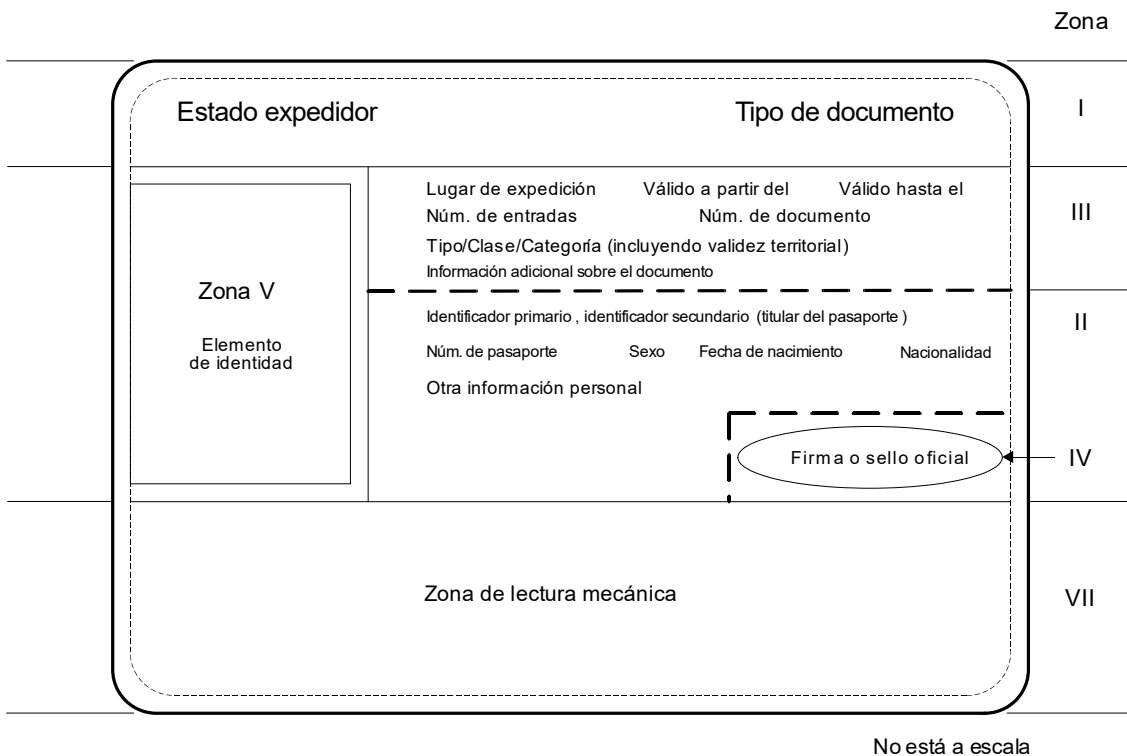 Zona
Estado expedidor Tipo de documento I
Lugar de expedición Válido a partir del Válido hasta el
Núm. de entradas Núm. de documento III
Tipo/Clase/Categoría (incluyendo validez territorial)
Información adicional sobre el documento
Zona V
Elemento
de identidad
Identificador primario , identificador secundario (titular del pasaporte ) II
Núm. de pasaporte Sexo Fecha de nacimiento Nacionalidad
Otra información personal
Firma o sello oficial IV
Zona de lectura mecánica VII
No está a escala